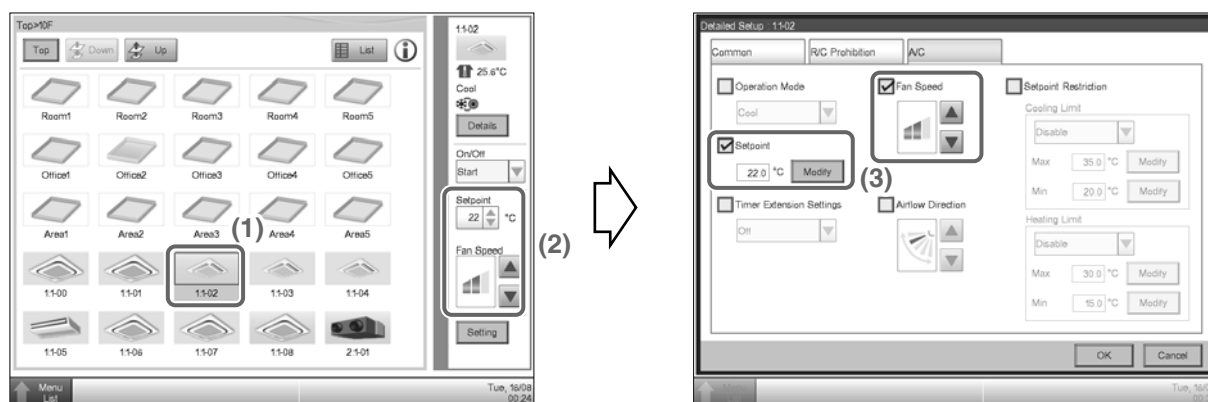 Top>10F
Top
Down
Up
List
Room1
Room2
Room3
Room4
Room5
Office1
Office2
Office3
Office4
Office5
Area1
Area2
Area3
(1)
Area4
Area5
1:1-00
1:1-01
1:1-02
1:1-03
1:1-04
1:1-05
1:1-06
1:1-07
1:1-08
2:1-01
1:1-02
25.6°C
Cool
Details
On/Off
Start
Setpoint
22 °C
Fan Speed
(2)
Setting
Menu
List
Tue, 16/08
00:24
Detailed Setup : 1:1-02
Common
R/C Prohibition
A/C
Operation Mode
Cool
Setpoint
22.0 °C Modify
(3)
Timer Extension Settings
Off
Fan Speed
Airflow Direction
Setpoint Restriction
Cooling Limit
Disable
Max 35.0 °C Modify
Min 20.0 °C Modify
Heating Limit
Disable
Max 30.0 °C Modify
Min 15.0 °C Modify
OK
Cancel
Menu
List